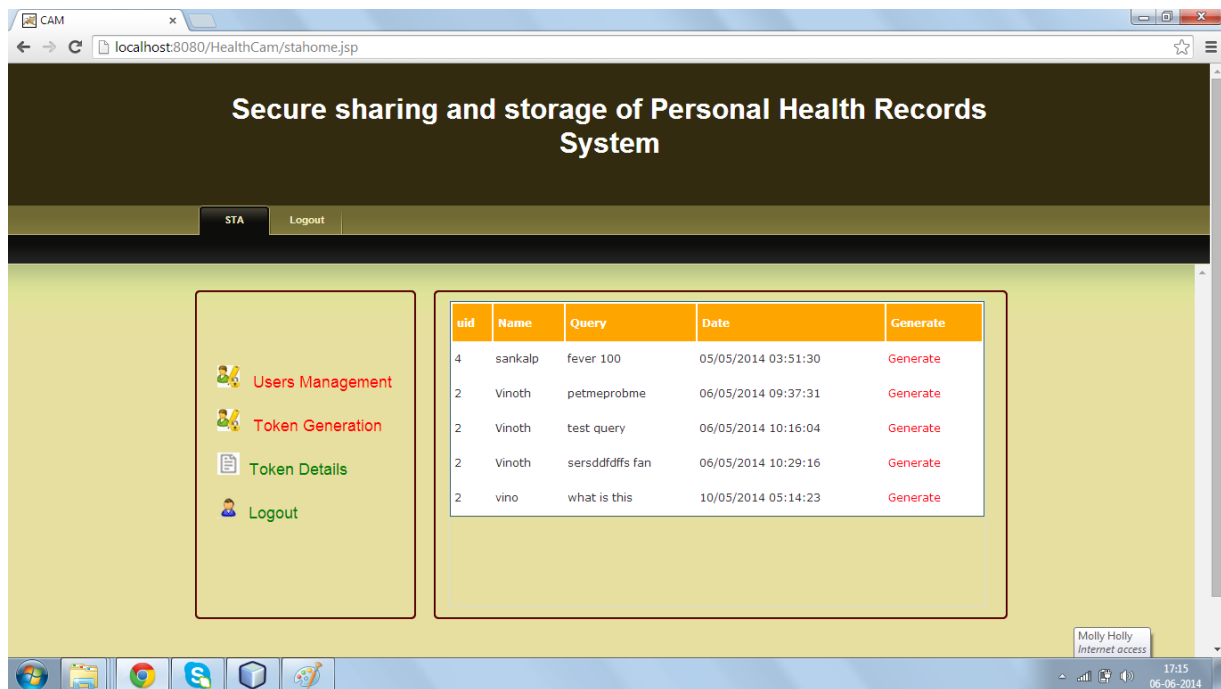 CAM
localhost:8080/HealthCam/stahome.jsp
Secure sharing and storage of Personal Health Records
System
STA Logout
Users Management
Token Generation
Token Details
Logout
uid Name Query Date Generate
4 sankalp fever 100 05/05/2014 03:51:30 Generate
2 Vinoth petmeprobme 06/05/2014 09:37:31 Generate
2 Vinoth test query 06/05/2014 10:16:04 Generate
2 Vinoth sersddfdffs fan 06/05/2014 10:29:16 Generate
2 vino what is this 10/05/2014 05:14:23 Generate
Molly Holly
Internet access
17:15
06-06-2014